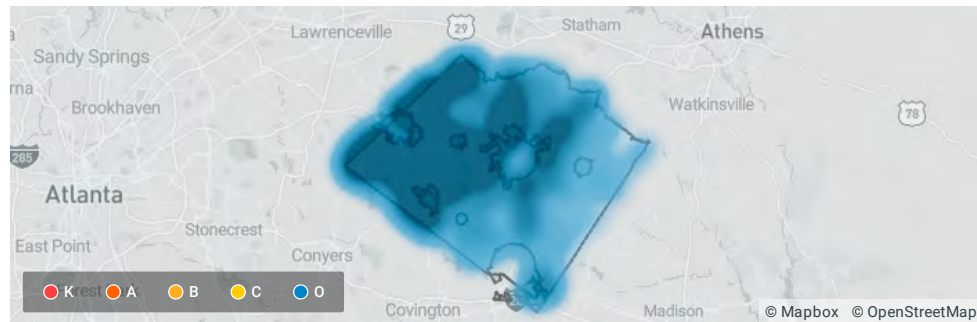 29
Statham
Lawrenceville
Athens
Sandy Springs
Watkinsville
Brookhaven
78
285
Atlanta
Stonecrest
East Point
Conyers
K
A
B
C
O
Covington
Madison
© Mapbox © OpenStreetMap